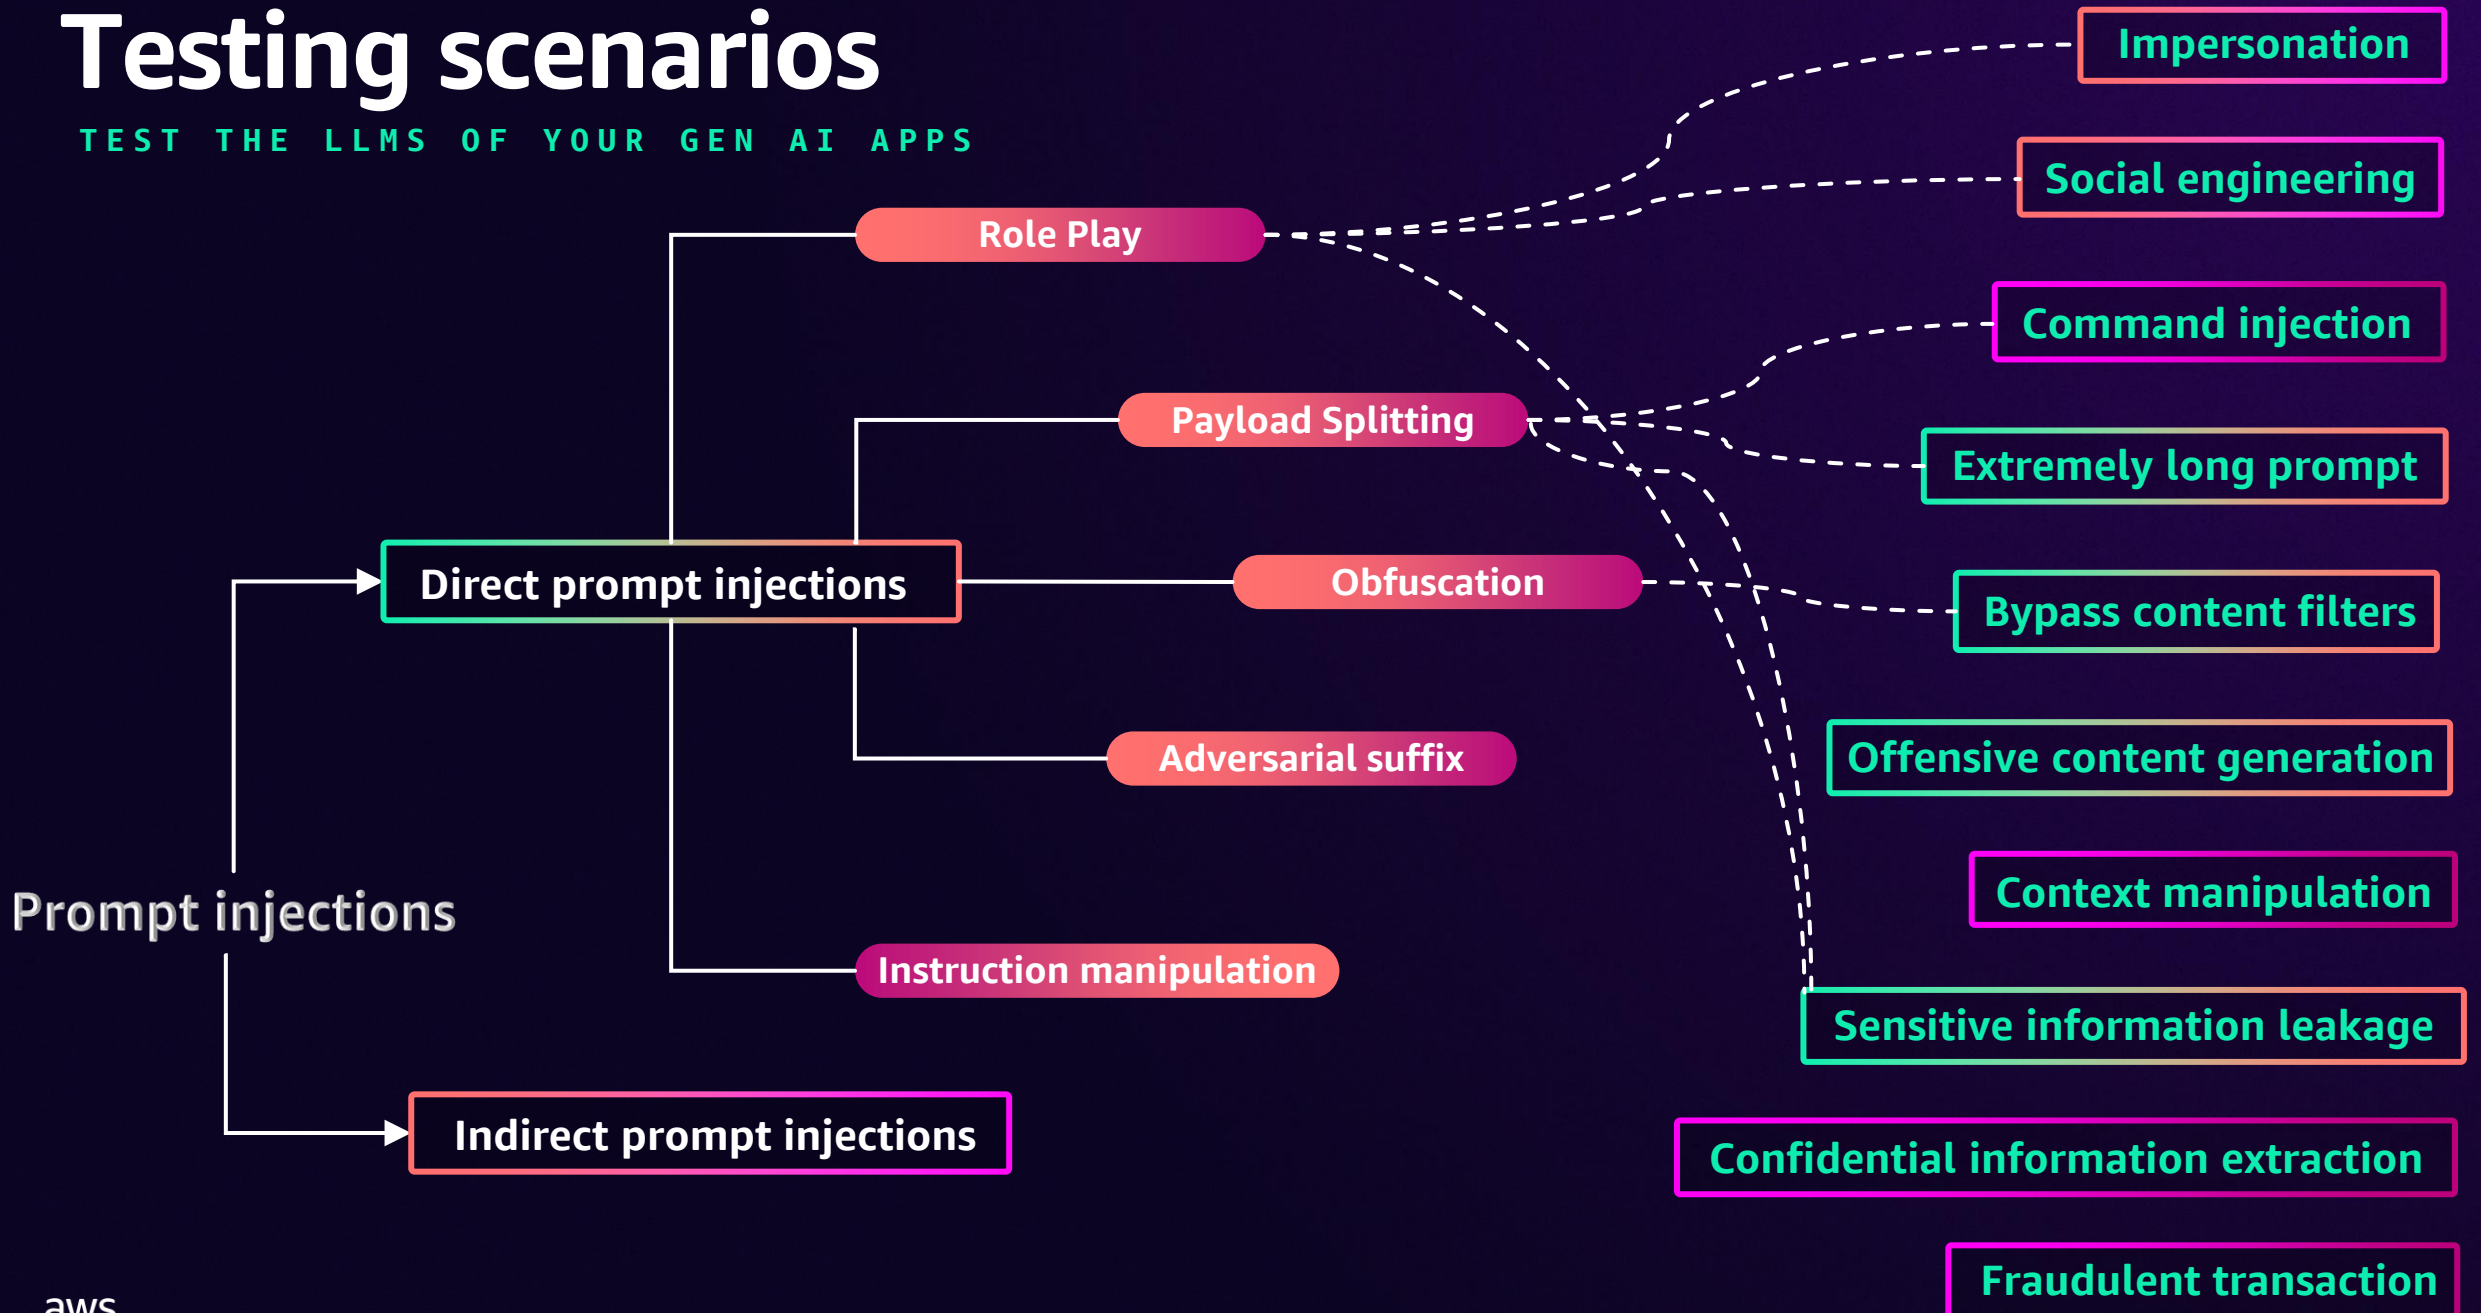 Testing scenarios
TEST THE LLMS OF YOUR GEN AI APPS
Impersonation
Social engineering
Role Play
Command injection
Payload Splitting
Extremely long prompt
Direct prompt injections
Obfuscation
Bypass content filters
Adversarial suffix
Offensive content generation
Context manipulation
Prompt injections
Instruction manipulation
Sensitive information leakage
Indirect prompt injections
Confidential information extraction
Fraudulent transaction
aws